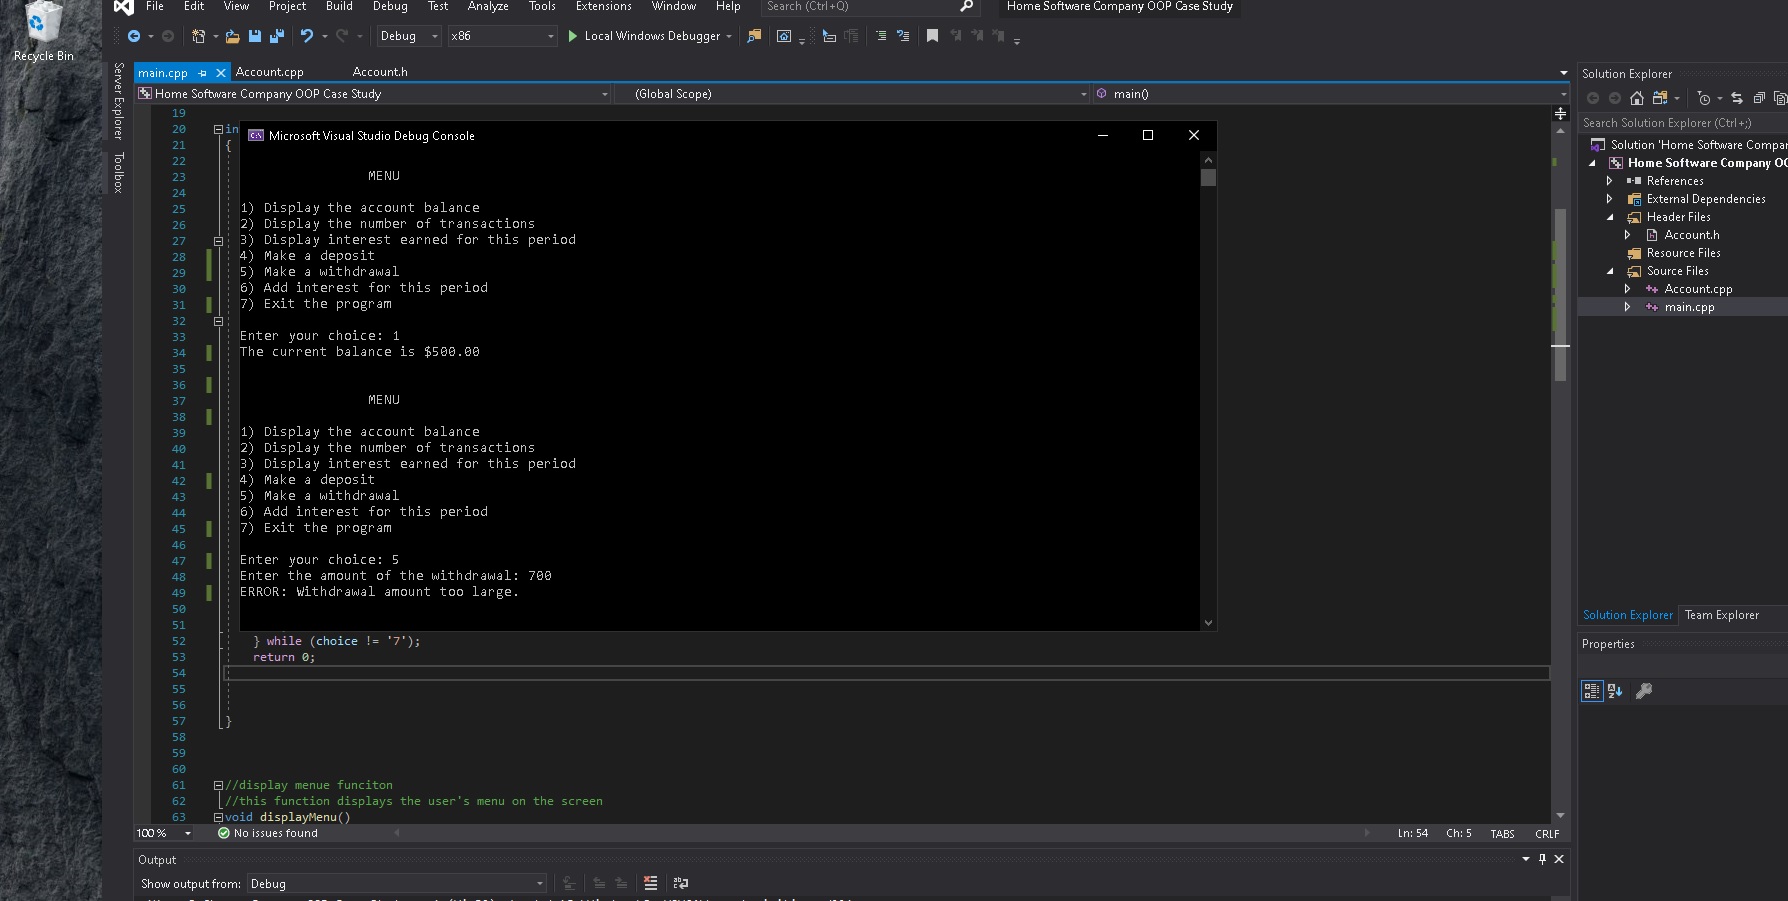 Recycle Bin
File Edit View Project Build Debug Test Analyze Tools Extensions Window Help Search (Ctrl+Q) Home Software Company OOP Case Study
Debug x86 Local Windows Debugger
Server Explorer
Toolbox
main.cpp Account.cpp Account.h
Home Software Company OOP Case Study (Global Scope) main()
19
20 in
21 {
22
23
24
25
26
27
28
29
30
31
32
33
34
35
36
37
38
39
40
41
42
43
44
45
46
47
48
49
50
51
Microsoft Visual Studio Debug Console
MENU
1) Display the account balance
2) Display the number of transactions
3) Display interest earned for this period
4) Make a deposit
5) Make a withdrawal
6) Add interest for this period
7) Exit the program
Enter your choice: 1
The current balance is $500.00
MENU
1) Display the account balance
2) Display the number of transactions
3) Display interest earned for this period
4) Make a deposit
5) Make a withdrawal
6) Add interest for this period
7) Exit the program
Enter your choice: 5
Enter the amount of the withdrawal: 700
ERROR: Withdrawal amount too large.
52 } while (choice != '7');
53 return 0;
54
55
56
57 }
58
59
60
61 //display menue funciton
62 //this function displays the user's menu on the screen
63 void displayMenu()
100 % No issues found Ln: 54 Ch: 5 TABS CRLF
Output
Show output from: Debug
Solution Explorer
Search Solution Explorer (Ctrl+;)
Solution 'Home Software Compar
Home Software Company OO
References
External Dependencies
Header Files
Account.h
Resource Files
Source Files
Account.cpp
main.cpp
Solution Explorer Team Explorer
Properties